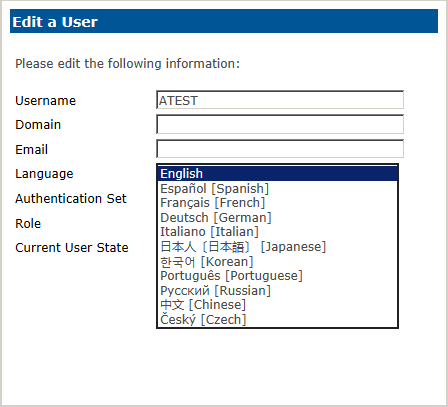 Edit a User
Please edit the following information:
Username ATEST
Domain
Email
Language English
Español [Spanish]
Authentication Set Français [French]
Deutsch [German]
Role Italiano [Italian]
日本人〔日本語〕 [Japanese]
Current User State 한국어 [Korean]
Português [Portuguese]
Русский [Russian]
中文 [Chinese]
Český [Czech]